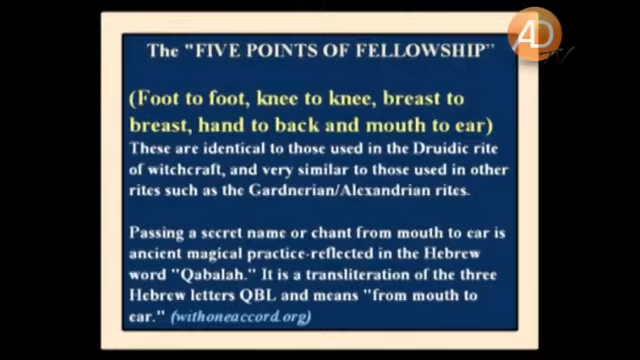 AD
TV
The "FIVE POINTS OF FELLOWSHIP"
(Foot to foot, knee to knee, breast to
breast, hand to back and mouth to ear)
These are identical to those used in the Druidic rite
of witchcraft, and very similar to those used in other
rites such as the Gardnerian/Alexandrian rites.
Passing a secret name or chant from mouth to ear is
ancient magical practice-reflected in the Hebrew
word "Qabalah." It is a transliteration of the three
Hebrew letters QBL and means "from mouth to
ear." (withoneaccord.org)